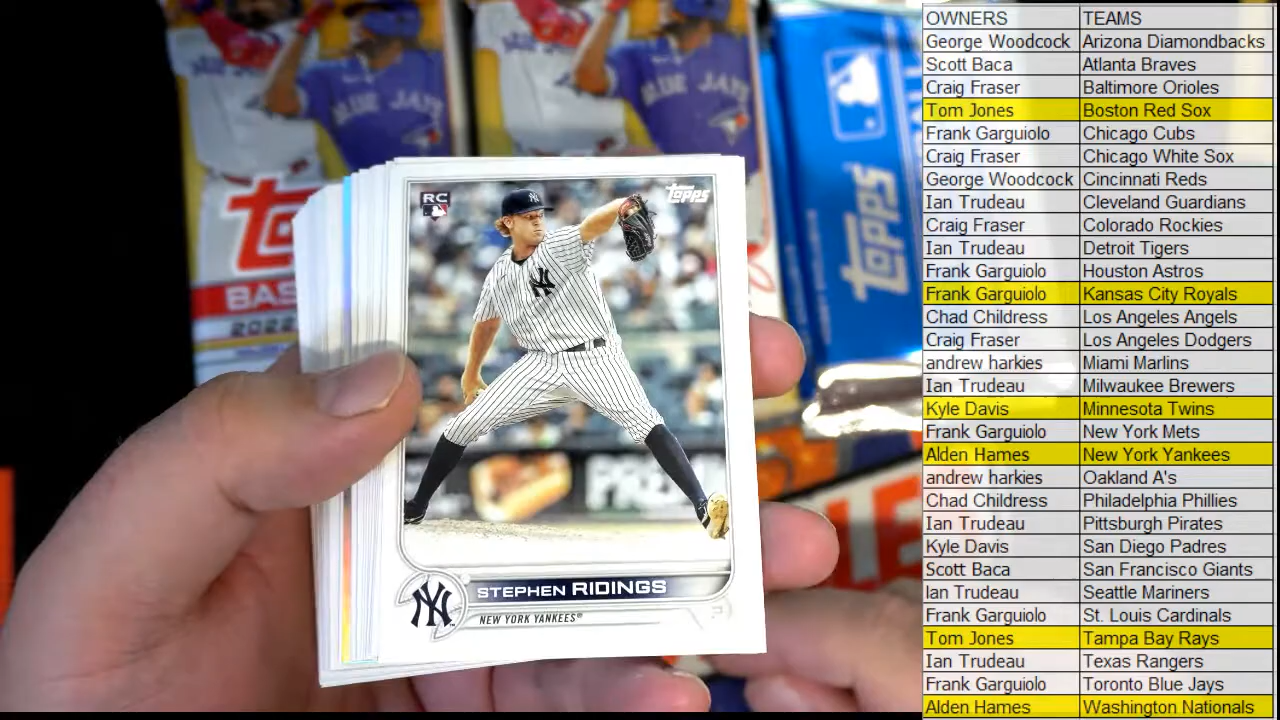 BLUE JAYS
BLUE JAYS
BAS
2022
topps
RC
topps
NY
NY
PRE
STEPHEN RIDINGS
NEW YORK YANKEES®
OWNERS TEAMS
George Woodcock Arizona Diamondbacks
Scott Baca Atlanta Braves
Craig Fraser Baltimore Orioles
Tom Jones Boston Red Sox
Frank Garguiolo Chicago Cubs
Craig Fraser Chicago White Sox
George Woodcock Cincinnati Reds
Ian Trudeau Cleveland Guardians
Craig Fraser Colorado Rockies
Ian Trudeau Detroit Tigers
Frank Garguiolo Houston Astros
Frank Garguiolo Kansas City Royals
Chad Childress Los Angeles Angels
Craig Fraser Los Angeles Dodgers
andrew harkies Miami Marlins
Ian Trudeau Milwaukee Brewers
Kyle Davis Minnesota Twins
Frank Garguiolo New York Mets
Alden Hames New York Yankees
andrew harkies Oakland A's
Chad Childress Philadelphia Phillies
Ian Trudeau Pittsburgh Pirates
Kyle Davis San Diego Padres
Scott Baca San Francisco Giants
Ian Trudeau Seattle Mariners
Frank Garguiolo St. Louis Cardinals
Tom Jones Tampa Bay Rays
Ian Trudeau Texas Rangers
Frank Garguiolo Toronto Blue Jays
Alden Hames Washington Nationals